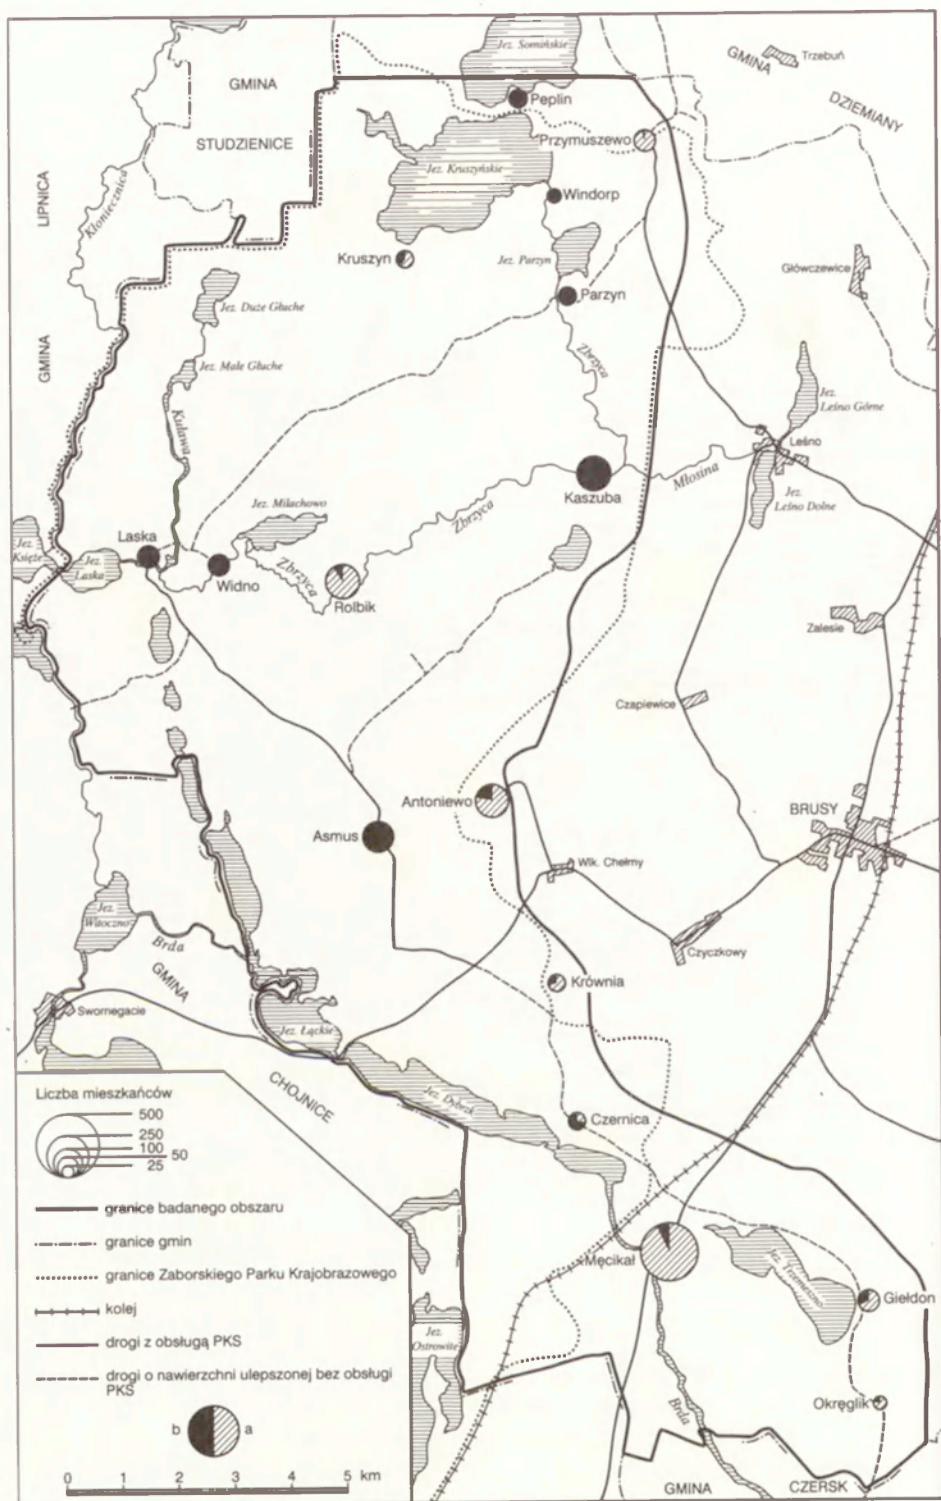 Jez. Somińskie
GMINA
Trzebuń
GMINA
STUDZIENICE
Peplin
DZIEMIANY
Przymuszewo
Jez. Kruszyńskie
LIPNICA
Kłoniecznica
Windorp
Kruszyn
Jez. Parzyn
Główczewice
Parzyn
Jez. Duże Głuche
GMINA
Jez. Małe Głuche
Zbrzyca
Jez.
Leśno Górne
Kulawa
Leśno
Młosina
Kaszuba
Jez.
Leśno Dolne
Jez. Milachowo
Zbrzyca
Laska
Jez.
Księże
Jez.
Laska
Widno
Zbrzyca
Rolbik
Zalesie
Czapiewice
Antoniewo
BRUSY
Asmus
Wlk. Chełmy
Jez.
Witoczno
Brda
Czyczkowy
GMINA
Krównia
Swornegacie
Jez. Łąckie
CHOJNICE
Jez. Dybrzk
Czernica
Męcikał
Jez. Trzemeszno
Giełdon
Jez.
Ostrowite
Okręglik
Brda
GMINA
CZERSK
Liczba mieszkańców
500
250
100
50
25
granice badanego obszaru
granice gmin
granice Zaborskiego Parku Krajobrazowego
kolej
drogi z obsługą PKS
drogi o nawierzchni ulepszonej bez obsługi
PKS
b a
0 1 2 3 4 5 km